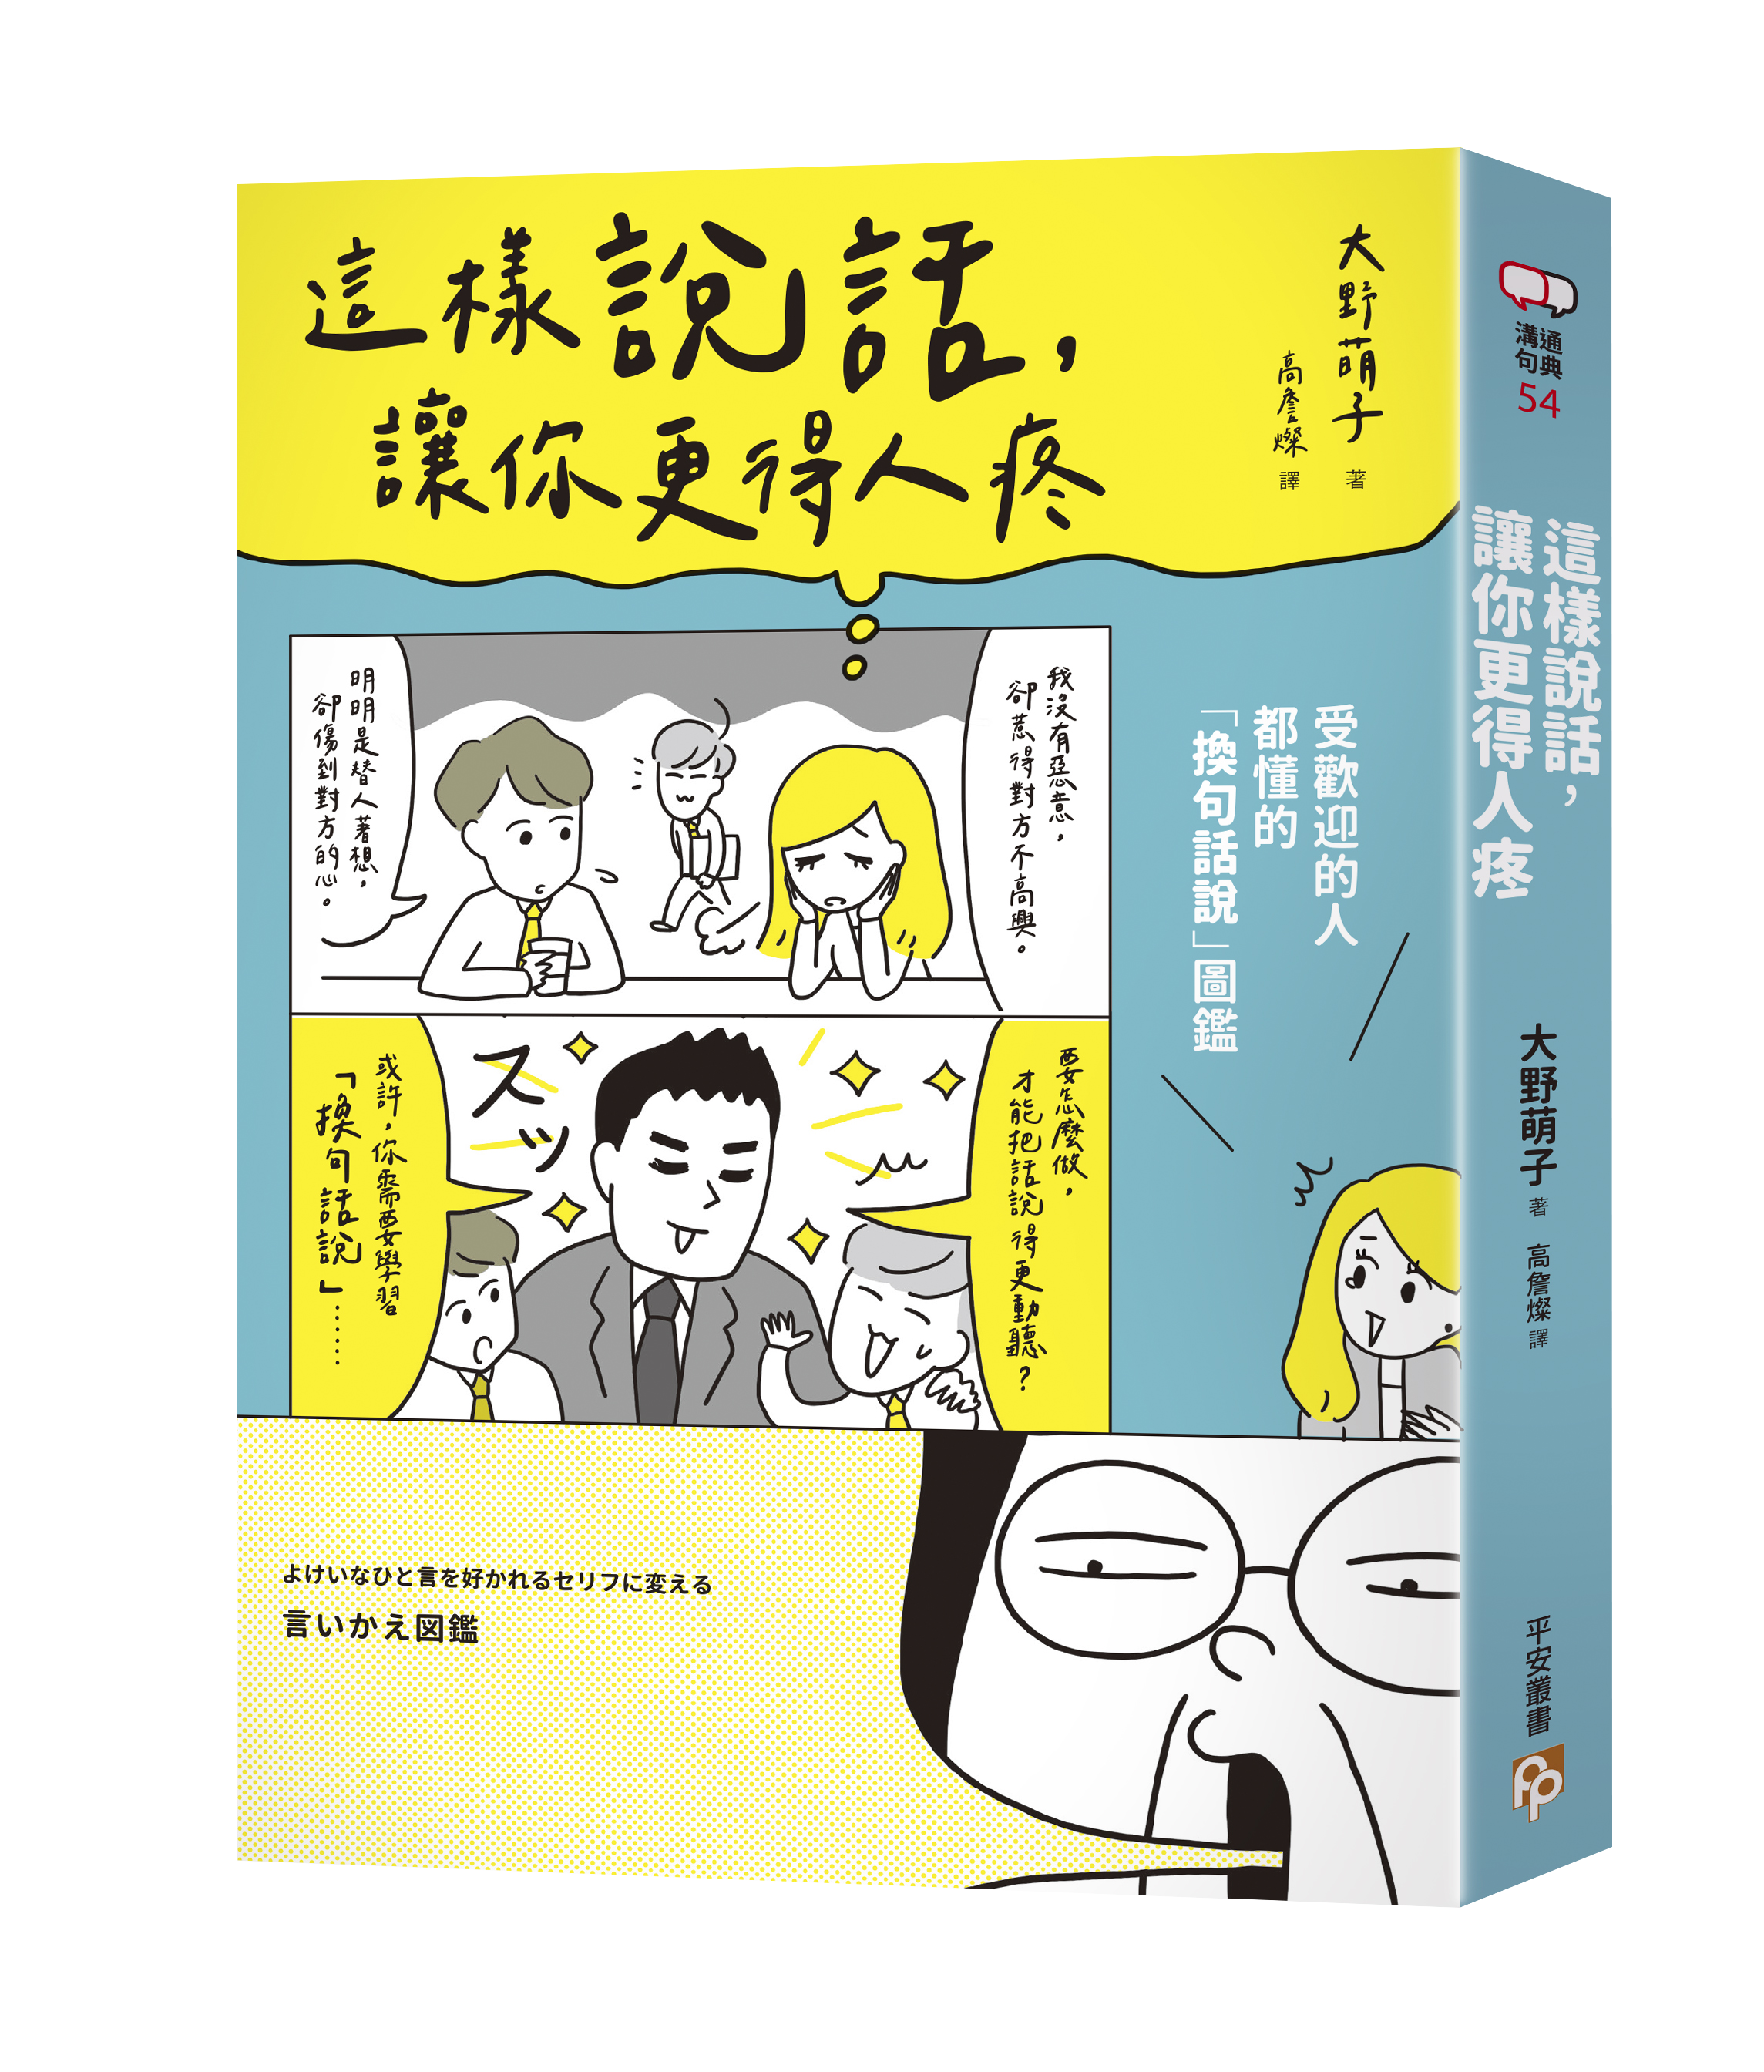 這樣說話，
讓你更得人疼
大野萌子 著
高詹燦 譯
我沒有惡意，
卻惹得對方不高興。
明明是替人著想，
卻傷到對方的心。
受歡迎的人
都懂的
「換句話說」圖鑑
要怎麼做，
才能把話說得更動聽？
スッ
或許，你需要學習
「換句話說」……
よけいなひと言を好かれるセリフに変える
言いかえ図鑑
溝通句典
54
這樣說話，
讓你更得人疼
大野萌子 著
高詹燦 譯
平安叢書